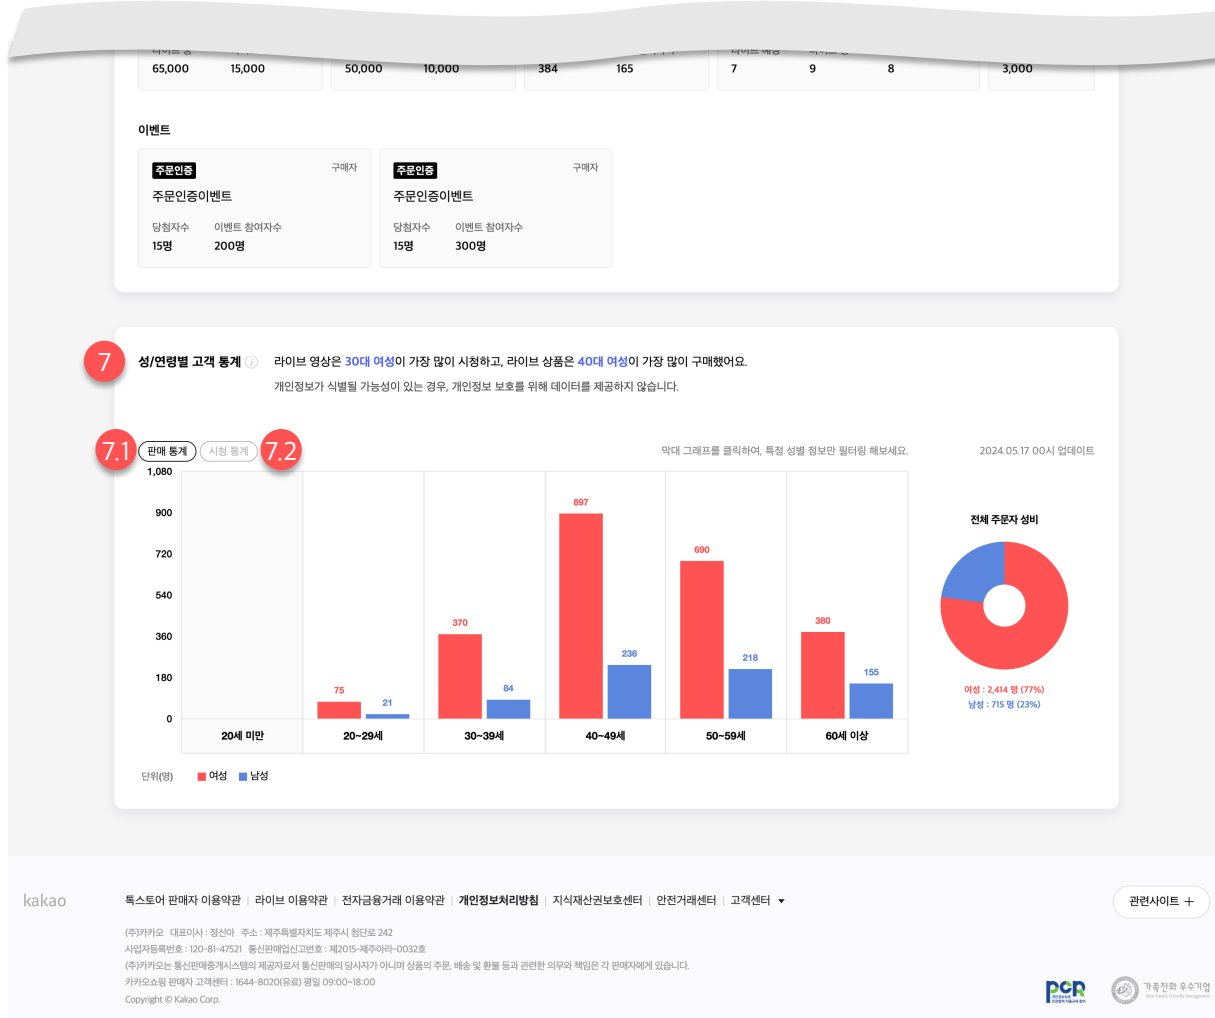 65,000 15,000 50,000 10,000 384 165 7 9 8 3,000
이벤트
주문인증 구매자
주문인증이벤트
당첨자수 이벤트 참여자수
15명 200명
주문인증 구매자
주문인증이벤트
당첨자수 이벤트 참여자수
15명 300명
7 성/연령별 고객 통계 i 라이브 영상은 30대 여성이 가장 많이 시청하고, 라이브 상품은 40대 여성이 가장 많이 구매했어요.
개인정보가 식별될 가능성이 있는 경우, 개인정보 보호를 위해 데이터를 제공하지 않습니다.
7.1 판매 통계 시청 통계 7.2 막대 그래프를 클릭하여, 특정 성별 정보만 필터링 해보세요. 2024.05.17 00시 업데이트
1,080
900
720
540
360
180
0
75 21 370 84 897 236 690 218 380 155
20세 미만 20~29세 30~39세 40~49세 50~59세 60세 이상
단위(명) 여성 남성
전체 주문자 성비
여성 : 2,414 명 (77%)
남성 : 715 명 (23%)
kakao
톡스토어 판매자 이용약관 | 라이브 이용약관 | 전자금융거래 이용약관 | 개인정보처리방침 | 지식재산권보호센터 | 안전거래센터 | 고객센터
관련사이트 +
(주)카카오 대표이사 : 정신아 주소 : 제주특별자치도 제주시 첨단로 242
사업자등록번호 : 120-81-47521 통신판매업신고번호 : 제2015-제주아라-0032호
(주)카카오는 통신판매중개시스템의 제공자로서 통신판매의 당사자가 아니며 상품의 주문, 배송 및 환불 등과 관련한 의무와 책임은 각 판매자에게 있습니다.
카카오쇼핑 판매자 고객센터 : 1644-8020(유료) 평일 09:00~18:00
Copyright © Kakao Corp.
PCR
가족친화 우수기업